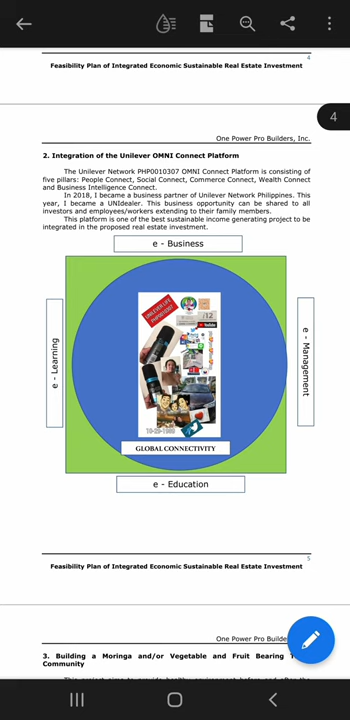 4
Feasibility Plan of Integrated Economic Sustainable Real Estate Investment
4
One Power Pro Builders, Inc.
2. Integration of the Unilever OMNI Connect Platform
The Unilever Network PHP0010307 OMNI Connect Platform is consisting of
five pillars: People Connect, Social Connect, Commerce Connect, Wealth Connect
and Business Intelligence Connect.
In 2018, I became a business partner of Unilever Network Philippines. This
year, I became a UNIdealer. This business opportunity can be shared to all
investors and employees/workers extending to their family members.
This platform is one of the best sustainable income generating project to be
integrated in the proposed real estate investment.
e - Business
e - Learning
UNILEVER LIFE
PHP0010307
YouTube
e - Management
GLOBAL CONNECTIVITY
e - Education
5
Feasibility Plan of Integrated Economic Sustainable Real Estate Investment
One Power Pro Builde
3. Building a Moringa and/or Vegetable and Fruit Bearing T
Community